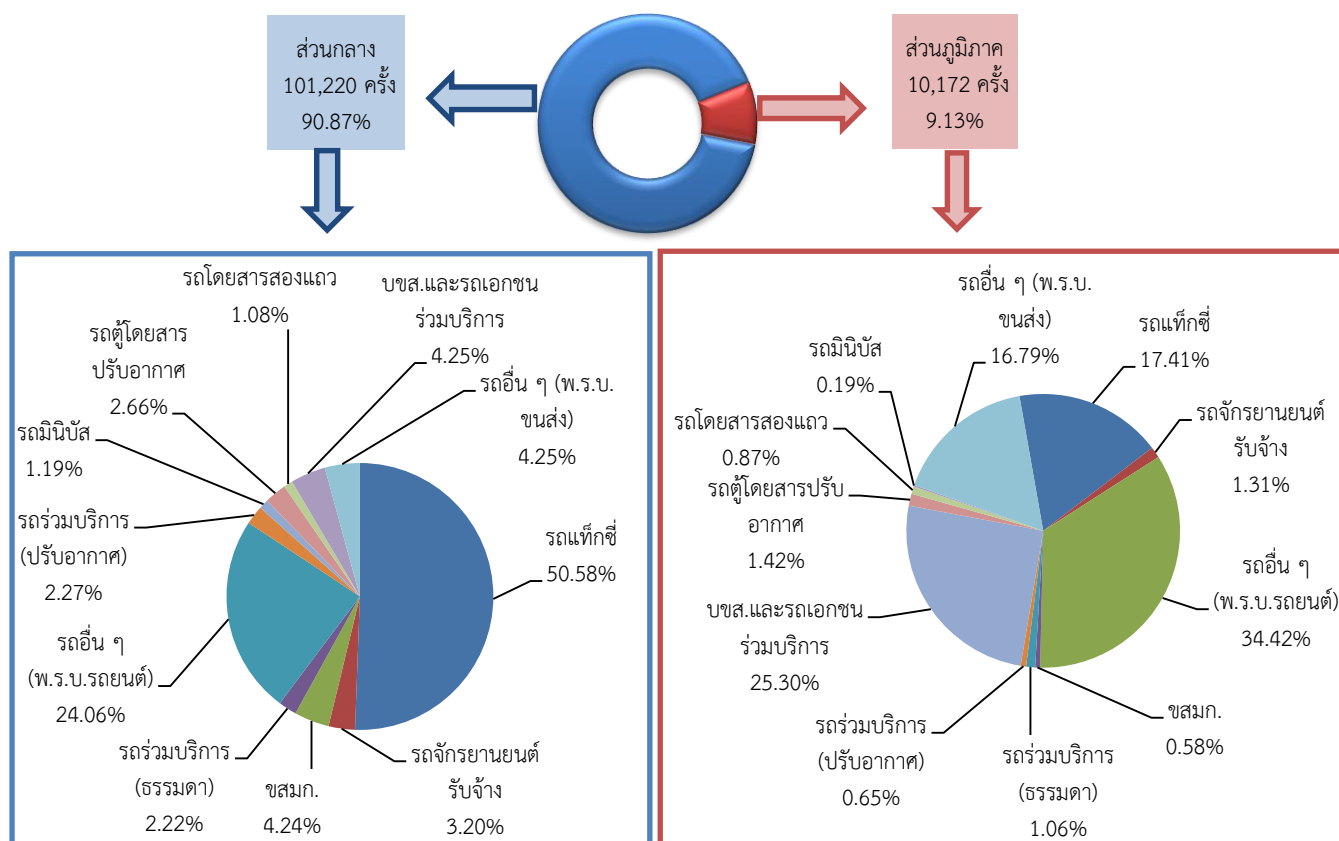 ส่วนกลาง
101,220 ครั้ง
90.87%
ส่วนภูมิภาค
10,172 ครั้ง
9.13%
รถโดยสารสองแถว
1.08%
บขส.และรถเอกชน
ร่วมบริการ
4.25%
รถตู้โดยสาร
ปรับอากาศ
2.66%
รถอื่น ๆ (พ.ร.บ.
ขนส่ง)
4.25%
รถมินิบัส
1.19%
รถร่วมบริการ
(ปรับอากาศ)
2.27%
รถแท็กซี่
50.58%
รถอื่น ๆ
(พ.ร.บ.รถยนต์)
24.06%
รถร่วมบริการ
(ธรรมดา)
2.22%
ขสมก.
4.24%
รถจักรยานยนต์
รับจ้าง
3.20%
รถอื่น ๆ (พ.ร.บ.
ขนส่ง)
16.79%
รถแท็กซี่
17.41%
รถมินิบัส
0.19%
รถจักรยานยนต์
รับจ้าง
1.31%
รถโดยสารสองแถว
0.87%
รถตู้โดยสารปรับ
อากาศ
1.42%
รถอื่น ๆ
(พ.ร.บ.รถยนต์)
34.42%
บขส.และรถเอกชน
ร่วมบริการ
25.30%
ขสมก.
0.58%
รถร่วมบริการ
(ปรับอากาศ)
0.65%
รถร่วมบริการ
(ธรรมดา)
1.06%